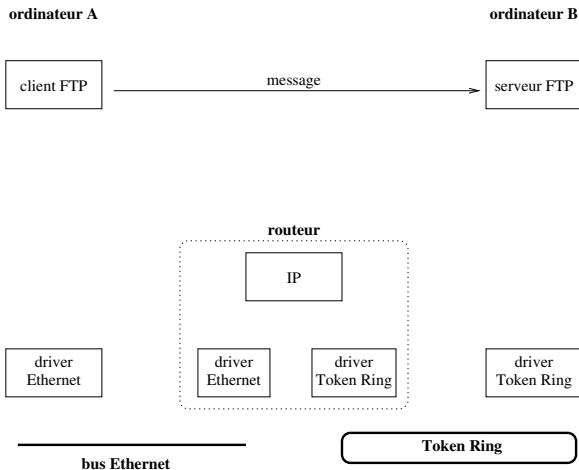 ordinateur A
ordinateur B
client FTP
message
serveur FTP
routeur
IP
driver
Ethernet
driver
Ethernet
driver
Token Ring
driver
Token Ring
bus Ethernet
Token Ring